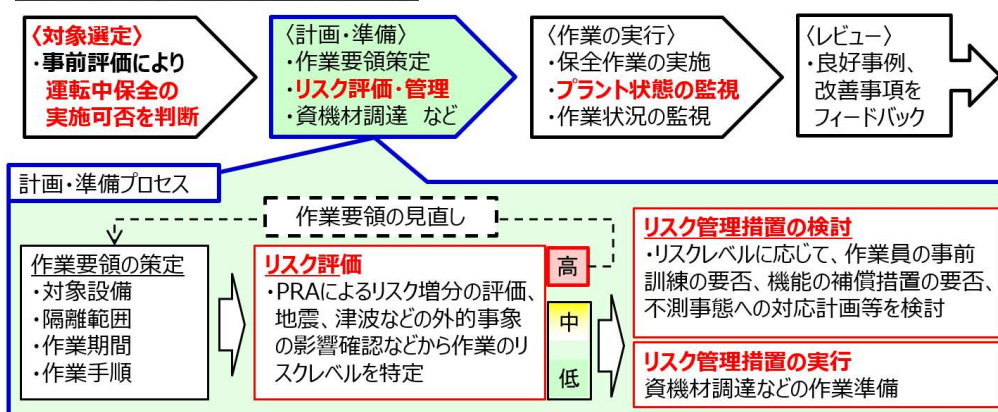 〈対象選定〉
・事前評価により
運転中保全の
実施可否を判断
〈計画・準備〉
・作業要領策定
・リスク評価・管理
・資機材調達 など
〈作業の実行〉
・保全作業の実施
・プラント状態の監視
・作業状況の監視
〈レビュー〉
・良好事例、
改善事項を
フィードバック
計画・準備プロセス
作業要領の見直し
作業要領の策定
・対象設備
・隔離範囲
・作業期間
・作業手順
リスク評価
・PRAによるリスク増分の評価、
地震、津波などの外的事象
の影響確認などから作業のリ
スクレベルを特定
高
中
低
リスク管理措置の検討
・リスクレベルに応じて、作業員の事前
訓練の要否、機能の補償措置の要否、
不測事態への対応計画等を検討
リスク管理措置の実行
資機材調達などの作業準備